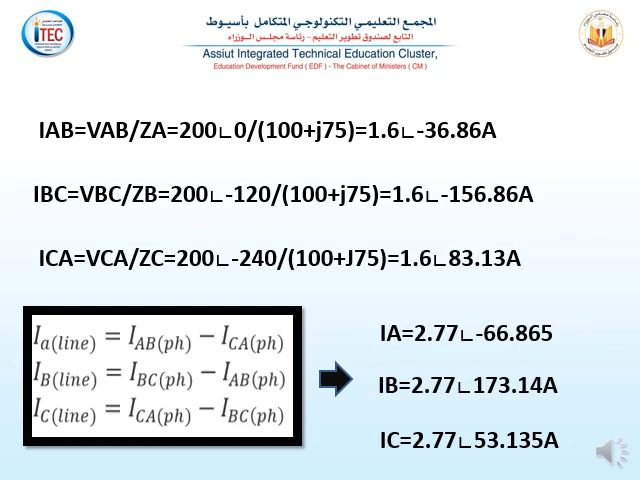 المجمع التعليمي التكنولوجي المتكامل بأسيوط
التابع لصندوق تطوير التعليم - رئاسة مجلس الوزراء
Assiut Integrated Technical Education Cluster,
Education Development Fund ( EDF ) - The Cabinet of Ministers ( CM )
iTEC
IAB=VAB/ZA=200∟0/(100+j75)=1.6∟-36.86A
IBC=VBC/ZB=200∟-120/(100+j75)=1.6∟-156.86A
ICA=VCA/ZC=200∟-240/(100+J75)=1.6∟83.13A
I_a(line) = I_AB(ph) − I_CA(ph)
I_B(line) = I_BC(ph) − I_AB(ph)
I_C(line) = I_CA(ph) − I_BC(ph)
IA=2.77∟-66.865
IB=2.77∟173.14A
IC=2.77∟53.135A